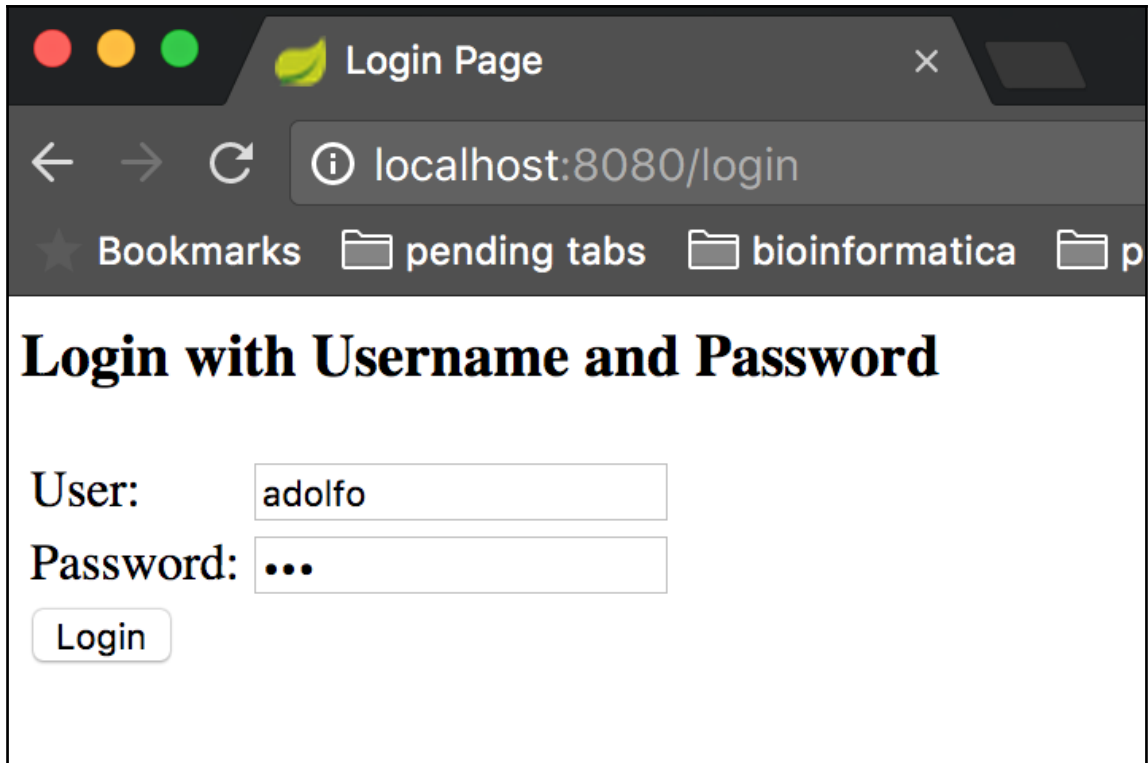 Login Page
localhost:8080/login
Bookmarks pending tabs bioinformatica p
Login with Username and Password
User: adolfo
Password: •••
Login